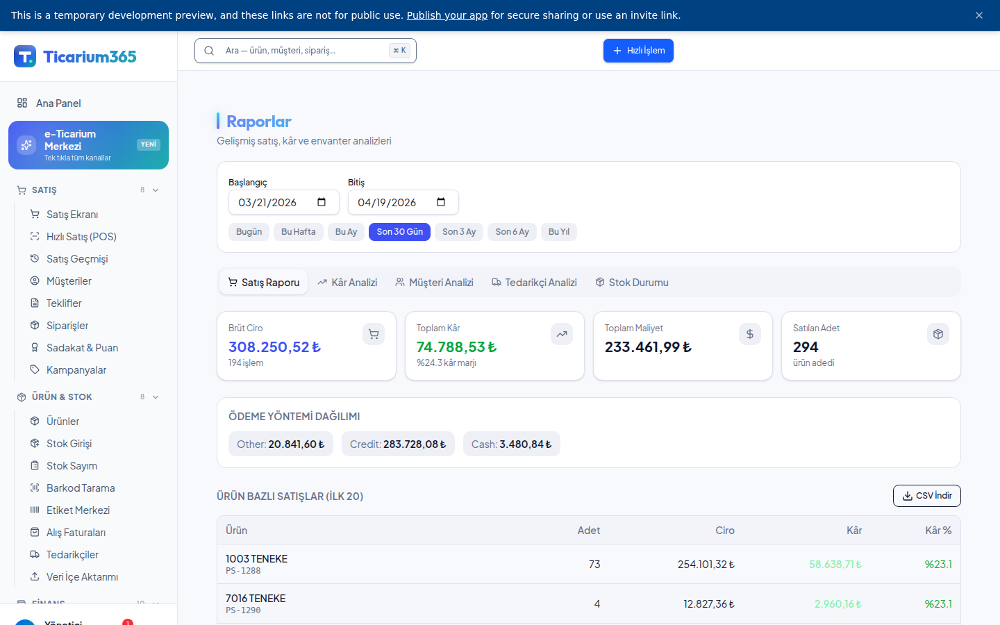 This is a temporary development preview, and these links are not for public use. Publish your app for secure sharing or use an invite link.
Ticarium365
Ara — ürün, müşteri, sipariş...
⌘ K
Hızlı İşlem
Ana Panel
e-Ticarium Merkezi
Tek tıkla tüm kanallar
YENİ
SATIŞ 8
Satış Ekranı
Hızlı Satış (POS)
Satış Geçmişi
Müşteriler
Teklifler
Siparişler
Sadakat & Puan
Kampanyalar
ÜRÜN & STOK 8
Ürünler
Stok Girişi
Stok Sayım
Barkod Tarama
Etiket Merkezi
Alış Faturaları
Tedarikçiler
Veri İçe Aktarımı
FİNANS 10
Yönetici
1
Raporlar
Gelişmiş satış, kâr ve envanter analizleri
Başlangıç Bitiş
03/21/2026 04/19/2026
Bugün Bu Hafta Bu Ay Son 30 Gün Son 3 Ay Son 6 Ay Bu Yıl
Satış Raporu Kâr Analizi Müşteri Analizi Tedarikçi Analizi Stok Durumu
Brüt Ciro
308.250,52 ₺
194 işlem
Toplam Kâr
74.788,53 ₺
%24.3 kâr marjı
Toplam Maliyet
233.461,99 ₺
Satılan Adet
294
ürün adedi
ÖDEME YÖNTEMİ DAĞILIMI
Other: 20.841,60 ₺ Credit: 283.728,08 ₺ Cash: 3.480,84 ₺
ÜRÜN BAZLI SATIŞLAR (İLK 20)
CSV İndir
Ürün Adet Ciro Kâr Kâr %
1003 TENEKE
PS-1288
73 254.101,32 ₺ 58.638,71 ₺ %23.1
7016 TENEKE
PS-1290
4 12.827,36 ₺ 2.960,16 ₺ %23.1